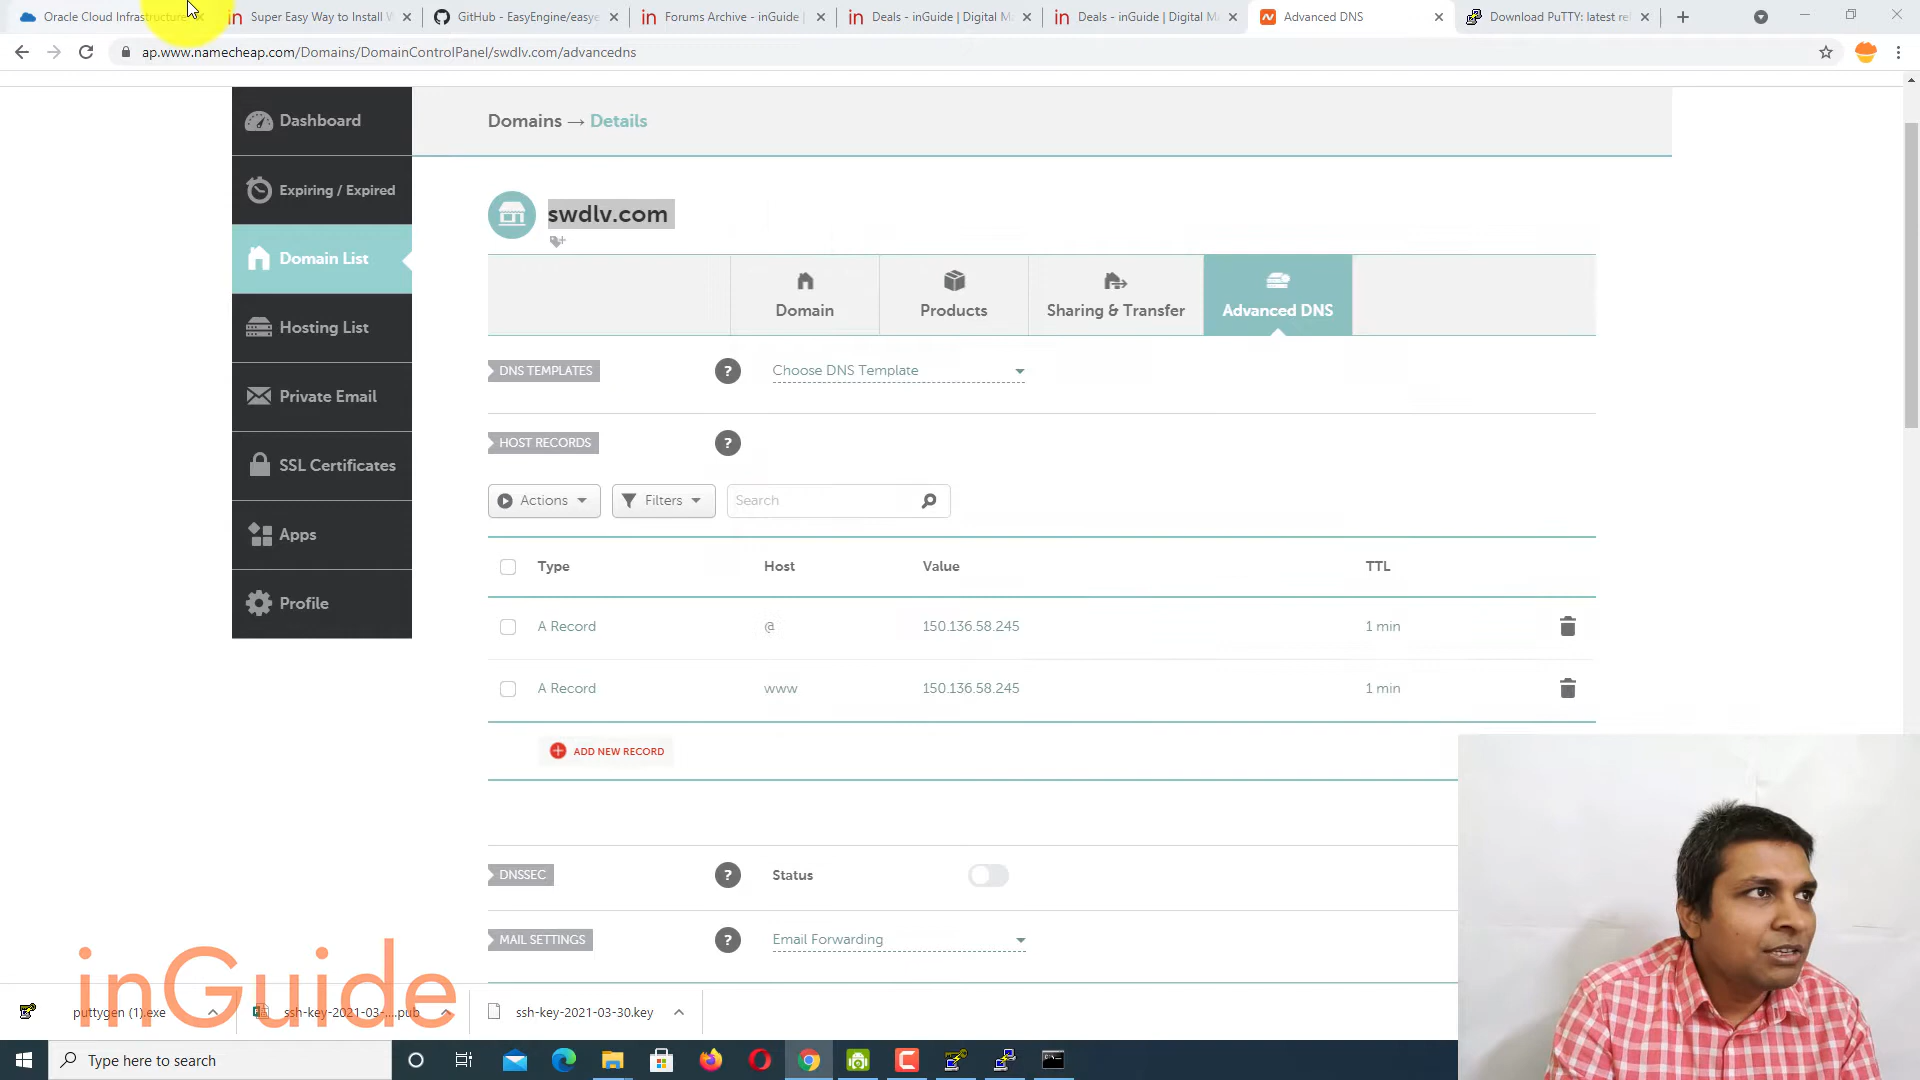 Oracle Cloud Infrastructure
Super Easy Way to Install W
GitHub - EasyEngine/easye
Forums Archive - inGuide |
Deals - inGuide | Digital M
Deals - inGuide | Digital M
Advanced DNS
Download PuTTY: latest rel
ap.www.namecheap.com/Domains/DomainControlPanel/swdlv.com/advancedns
Dashboard
Expiring / Expired
Domain List
Hosting List
Private Email
SSL Certificates
Apps
Profile
Domains → Details
swdlv.com
Domain
Products
Sharing & Transfer
Advanced DNS
DNS TEMPLATES
?
Choose DNS Template
HOST RECORDS
?
Actions
Filters
Search
Type Host Value TTL
A Record @ 150.136.58.245 1 min
A Record www 150.136.58.245 1 min
ADD NEW RECORD
DNSSEC
?
Status
MAIL SETTINGS
?
Email Forwarding
inGuide
puttygen (1).exe
ssh-key-2021-03-....pub
ssh-key-2021-03-30.key
Type here to search